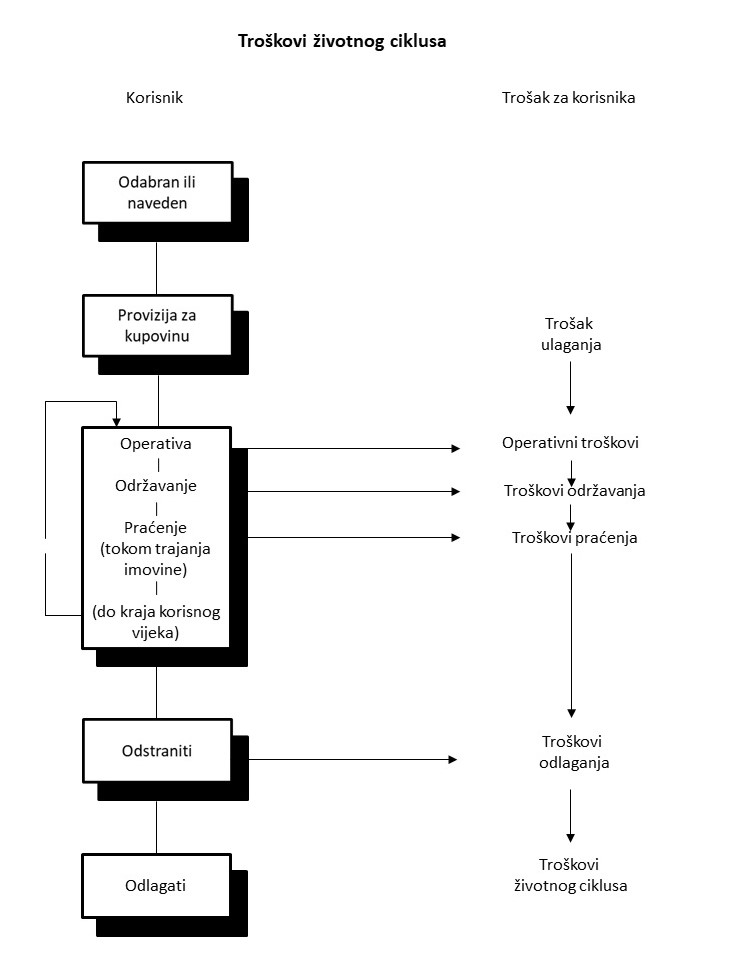 Troškovi životnog ciklusa
Korisnik
Trošak za korisnika
Odabran ili
naveden
Provizija za
kupovinu
Trošak
ulaganja
Operativa
Operativni troškovi
Održavanje
Troškovi održavanja
Praćenje
(tokom trajanja
imovine)
Troškovi praćenja
(do kraja korisnog
vijeka)
Odstraniti
Troškovi
odlaganja
Odlagati
Troškovi
životnog ciklusa